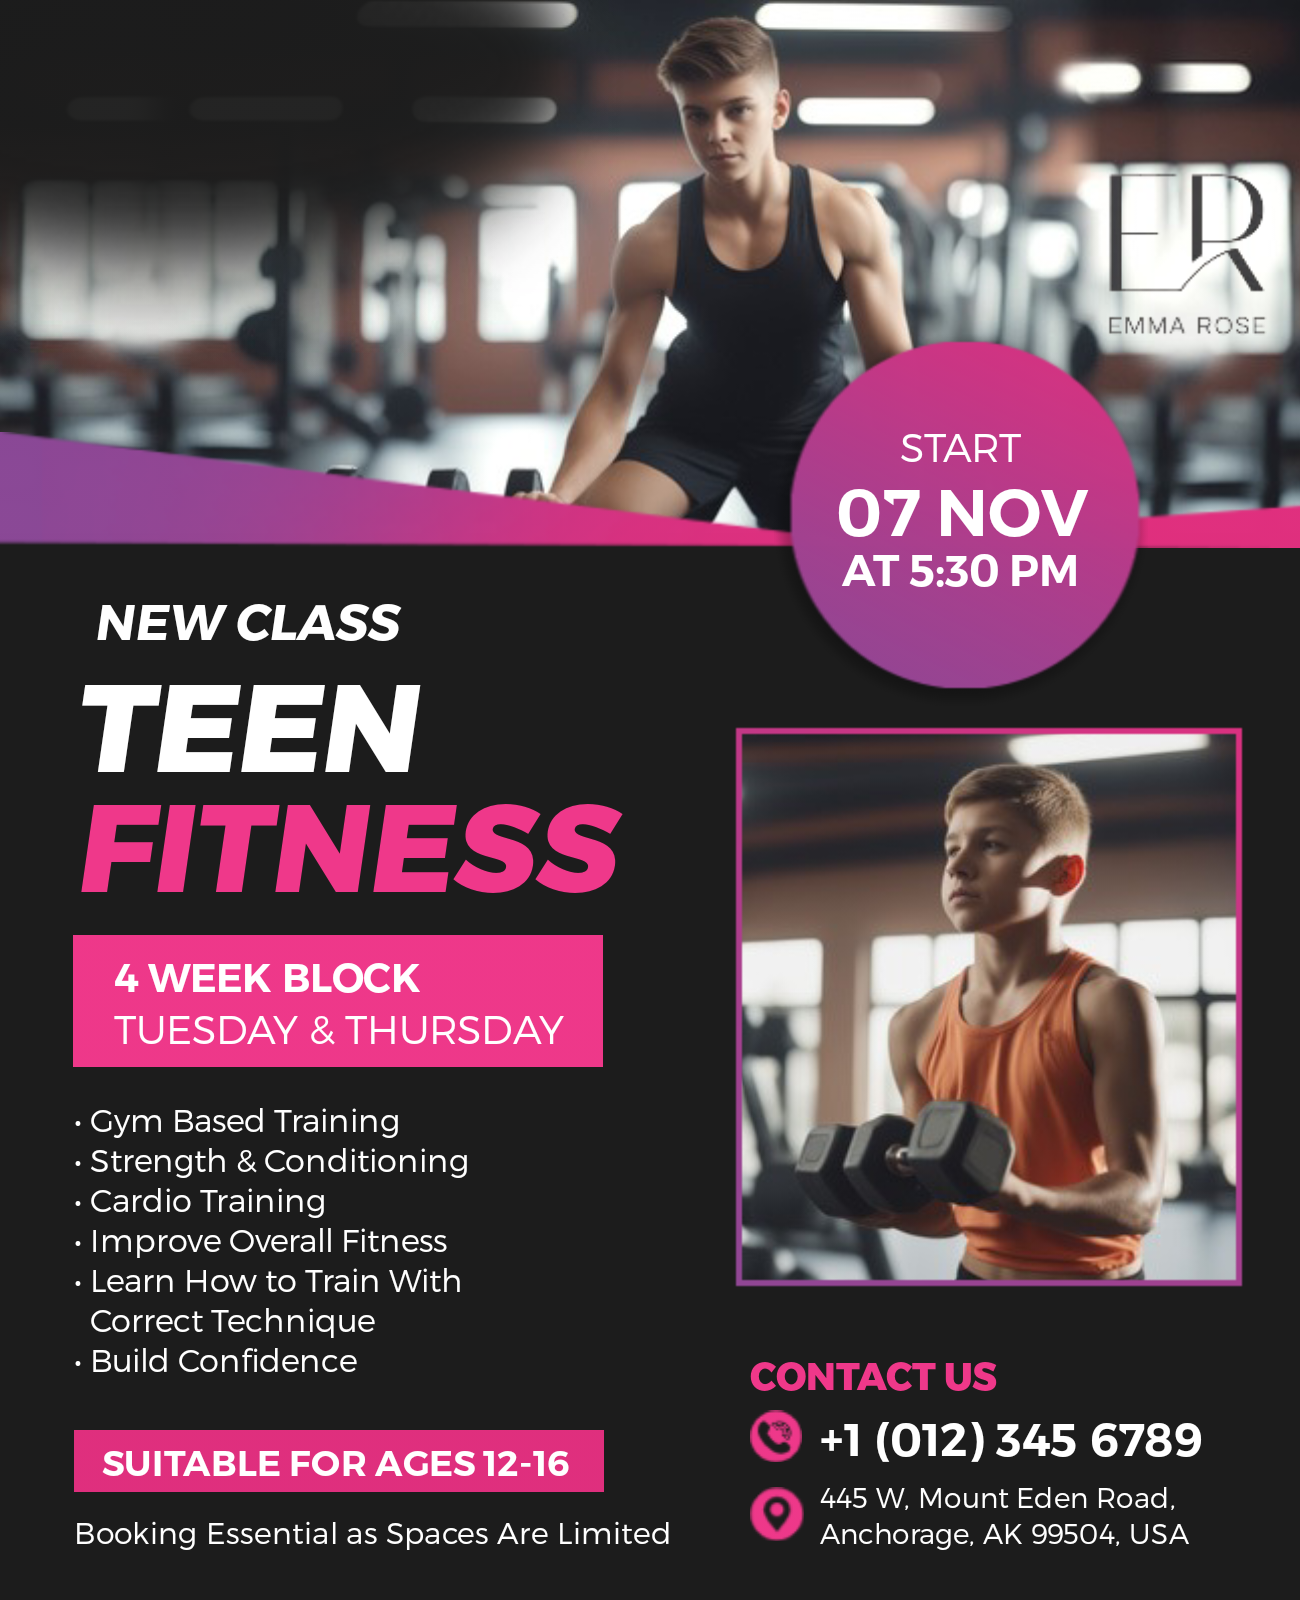 ER
EMMA ROSE
START
07 NOV
AT 5:30 PM
NEW CLASS
TEEN
FITNESS
4 WEEK BLOCK
TUESDAY & THURSDAY
• Gym Based Training
• Strength & Conditioning
• Cardio Training
• Improve Overall Fitness
• Learn How to Train With
Correct Technique
• Build Confidence
SUITABLE FOR AGES 12-16
Booking Essential as Spaces Are Limited
CONTACT US
+1 (012) 345 6789
445 W, Mount Eden Road,
Anchorage, AK 99504, USA